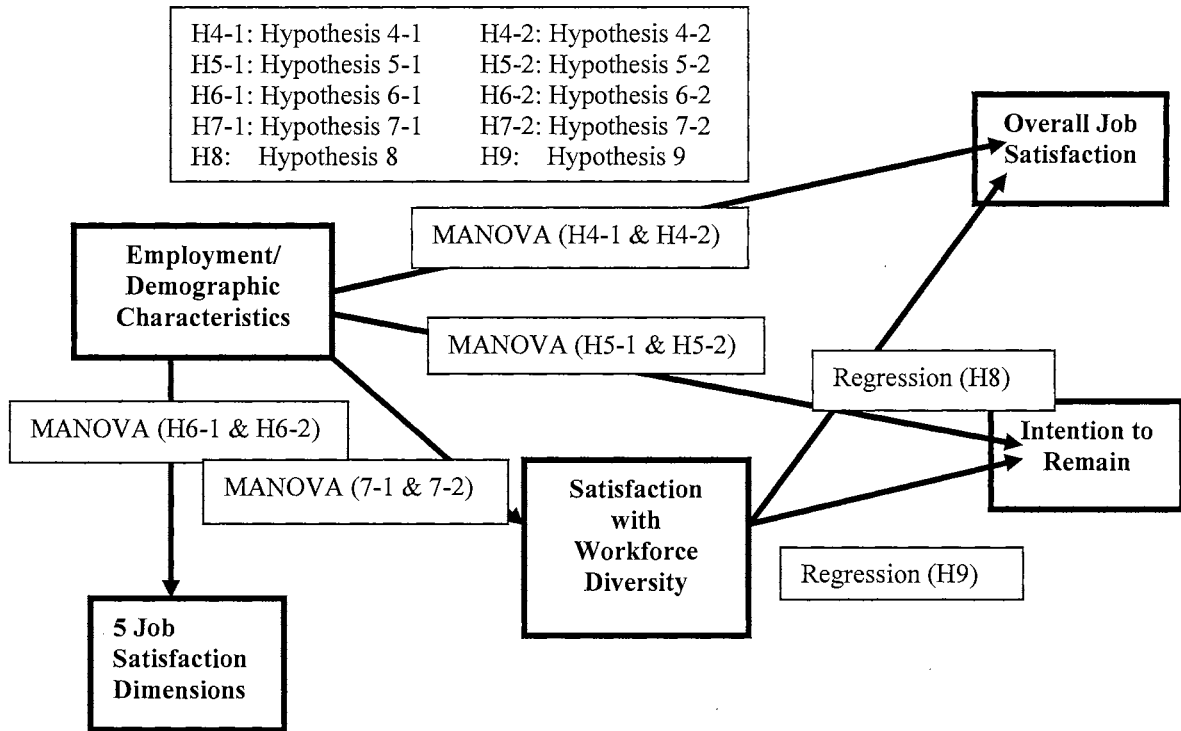 H4-1: Hypothesis 4-1 H4-2: Hypothesis 4-2
H5-1: Hypothesis 5-1 H5-2: Hypothesis 5-2
H6-1: Hypothesis 6-1 H6-2: Hypothesis 6-2
H7-1: Hypothesis 7-1 H7-2: Hypothesis 7-2
H8: Hypothesis 8 H9: Hypothesis 9
Overall Job
Satisfaction
MANOVA (H4-1 & H4-2)
Employment/
Demographic
Characteristics
MANOVA (H5-1 & H5-2)
Regression (H8)
MANOVA (H6-1 & H6-2)
Intention to
Remain
MANOVA (7-1 & 7-2)
Satisfaction
with
Workforce
Diversity
Regression (H9)
5 Job
Satisfaction
Dimensions